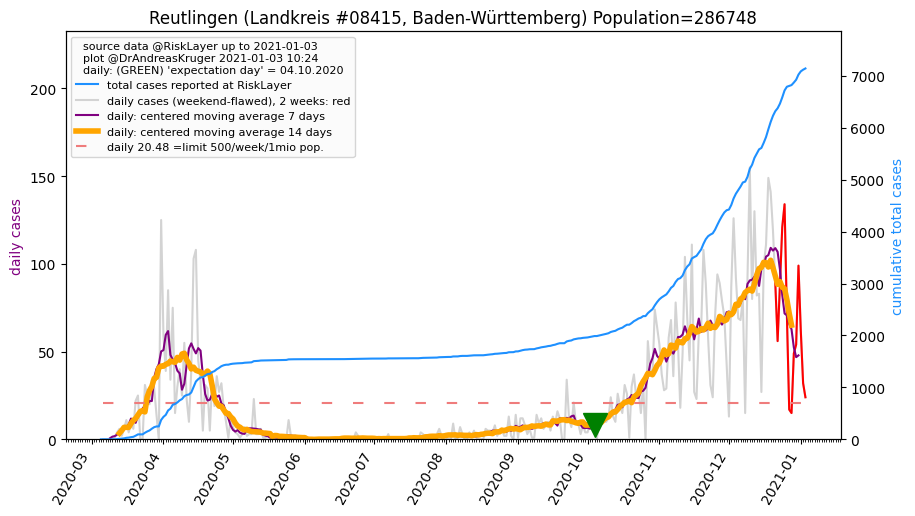 Reutlingen (Landkreis #08415, Baden-Württemberg) Population=286748
source data @RiskLayer up to 2021-01-03
plot @DrAndreasKruger 2021-01-03 10:24
daily: (GREEN) 'expectation day' = 04.10.2020
total cases reported at RiskLayer
daily cases (weekend-flawed), 2 weeks: red
daily: centered moving average 7 days
daily: centered moving average 14 days
daily 20.48 =limit 500/week/1mio pop.
daily cases
200
150
100
50
0
cumulative total cases
7000
6000
5000
4000
3000
2000
1000
0
2020-03
2020-04
2020-05
2020-06
2020-07
2020-08
2020-09
2020-10
2020-11
2020-12
2021-01